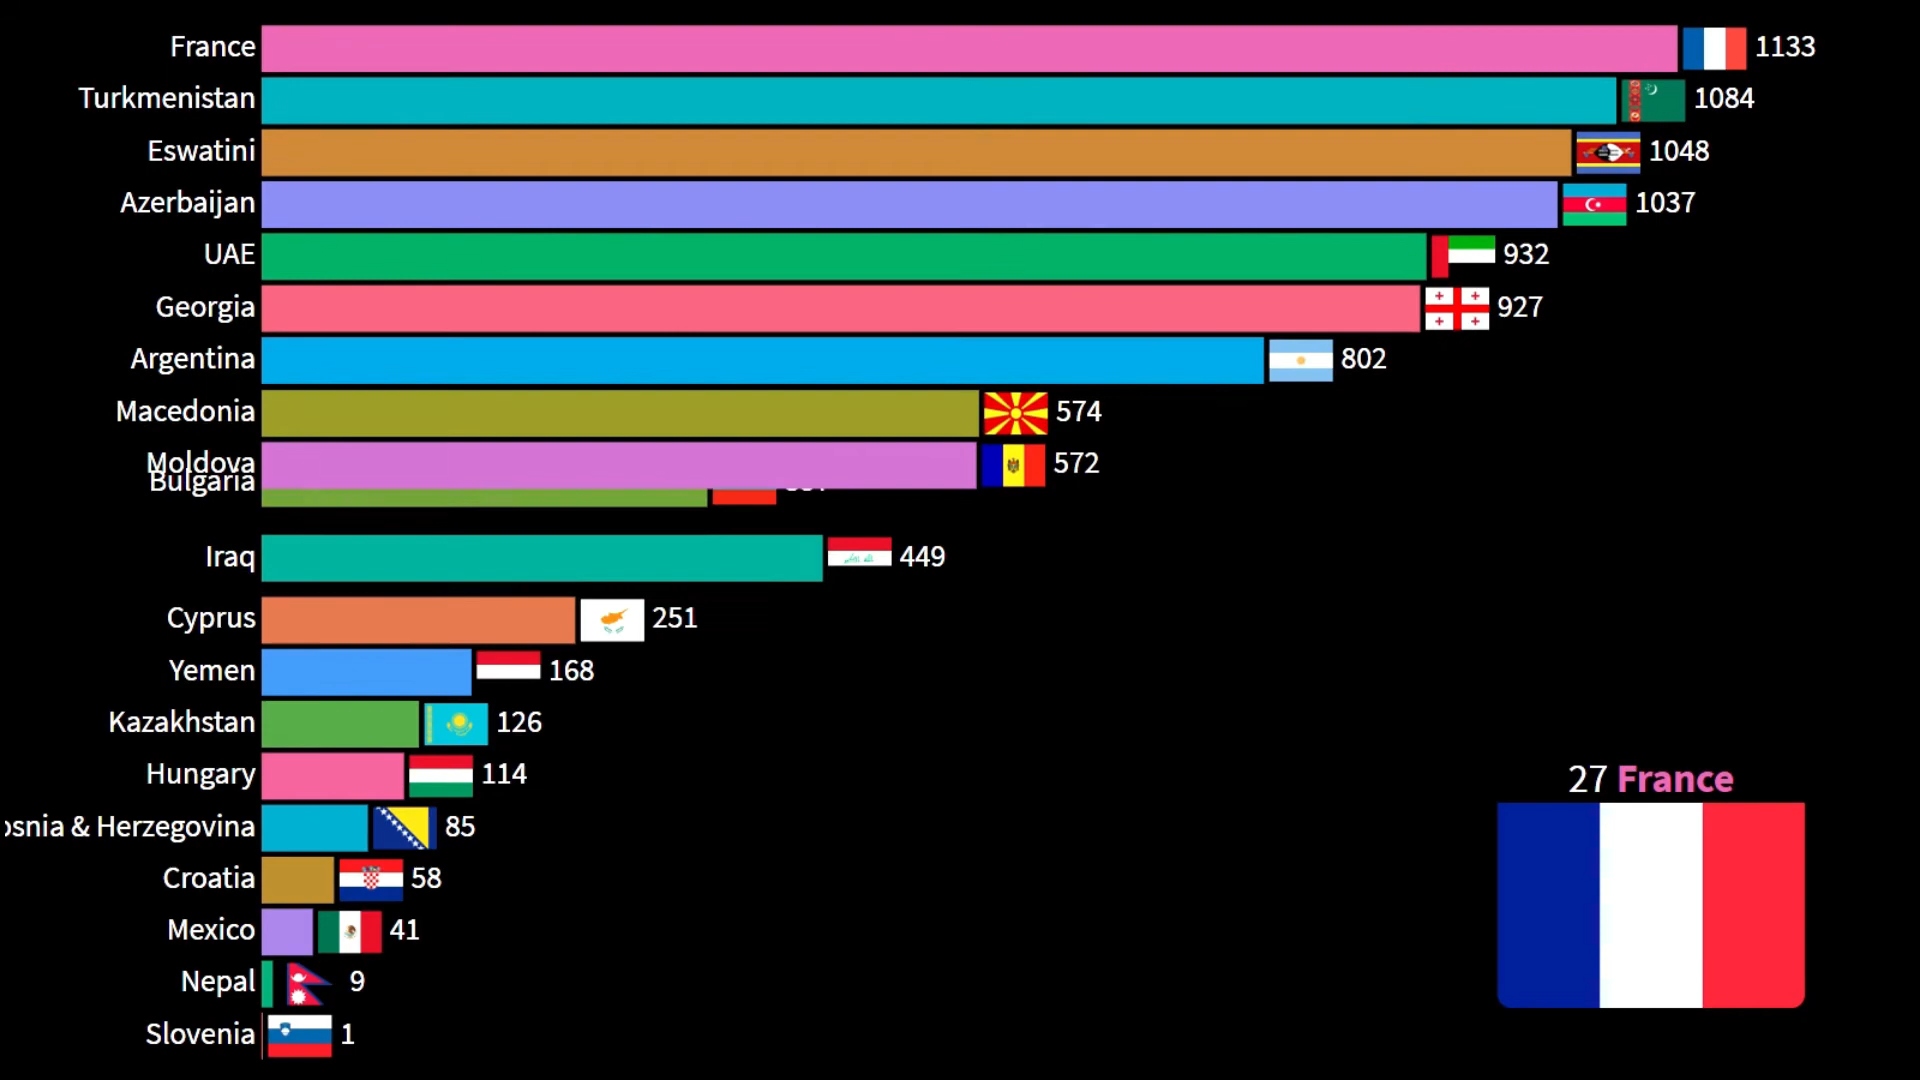 France 1133
Turkmenistan 1084
Eswatini 1048
Azerbaijan 1037
UAE 932
Georgia 927
Argentina 802
Macedonia 574
Moldova 572
Bulgaria
Iraq 449
Cyprus 251
Yemen 168
Kazakhstan 126
Hungary 114
osnia & Herzegovina 85
Croatia 58
Mexico 41
Nepal 9
Slovenia 1
27 France